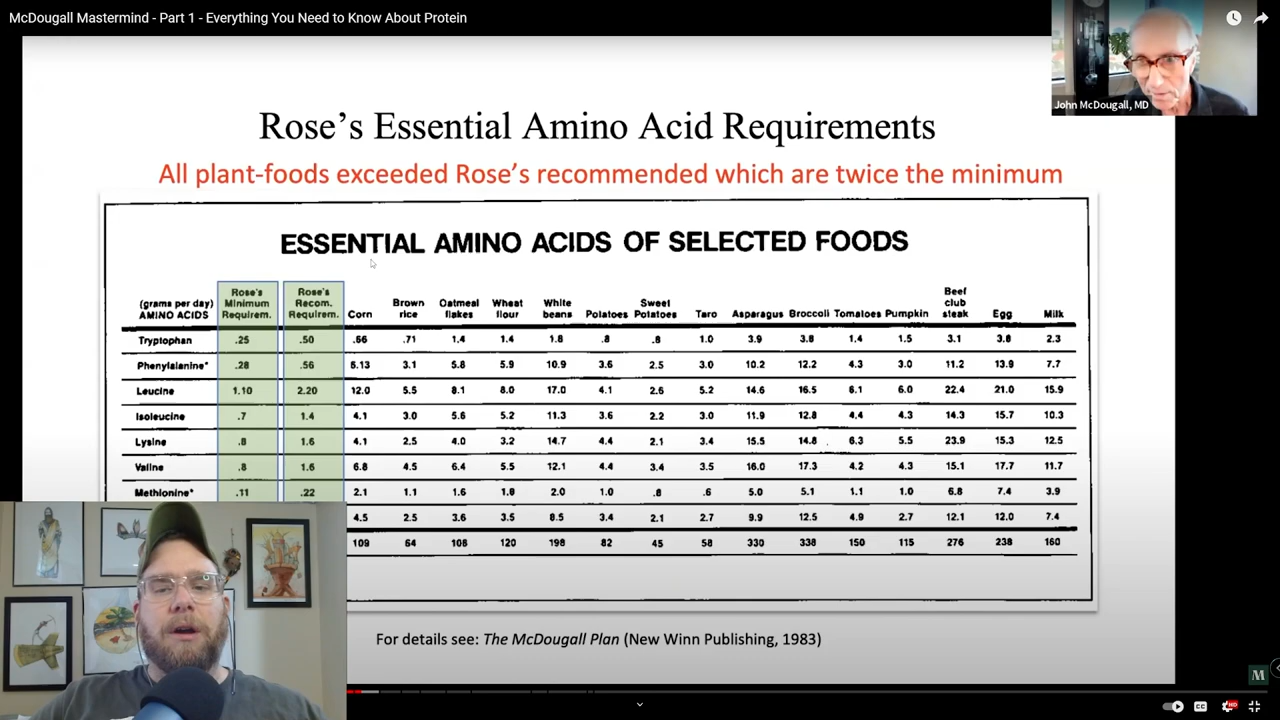 McDougall Mastermind - Part 1 - Everything You Need to Know About Protein
John McDougall, MD
Rose's Essential Amino Acid Requirements
All plant-foods exceeded Rose's recommended which are twice the minimum
ESSENTIAL AMINO ACIDS OF SELECTED FOODS
(grams per day) AMINO ACIDS Rose's Minimum Requirem. Rose's Recom. Requirem. Corn Brown rice Oatmeal flakes Wheat flour White beans Potatoes Sweet Potatoes Taro Asparagus Broccoli Tomatoes Pumpkin Beef club steak Egg Milk
Tryptophan .25 .50 .66 .71 1.4 1.4 1.8 .8 .8 1.0 3.9 3.8 1.4 1.5 3.1 3.8 2.3
Phenylalanine* .28 .56 6.13 3.1 5.8 5.9 10.9 3.6 2.5 3.0 10.2 12.2 4.3 3.0 11.2 13.9 7.7
Leucine 1.10 2.20 12.0 5.5 8.1 8.0 17.0 4.1 2.6 5.2 14.6 16.5 6.1 6.0 22.4 21.0 15.9
Isoleucine .7 1.4 4.1 3.0 5.6 5.2 11.3 3.6 2.2 3.0 11.9 12.8 4.4 4.3 14.3 15.7 10.3
Lysine .8 1.6 4.1 2.5 4.0 3.2 14.7 4.4 2.1 3.4 15.5 14.8 6.3 5.5 23.9 15.3 12.5
Valine .8 1.6 6.8 4.5 6.4 5.5 12.1 4.4 3.4 3.5 16.0 17.3 4.2 4.3 15.1 17.7 11.7
Methionine* .11 .22 2.1 1.1 1.6 1.8 2.0 1.0 .8 .6 5.0 5.1 1.1 1.0 6.8 7.4 3.9
4.5 2.5 3.6 3.5 8.5 3.4 2.1 2.7 9.9 12.5 4.9 2.7 12.1 12.0 7.4
109 64 108 120 198 82 45 58 330 338 150 115 276 238 160
For details see: The McDougall Plan (New Winn Publishing, 1983)
M
CC
HD